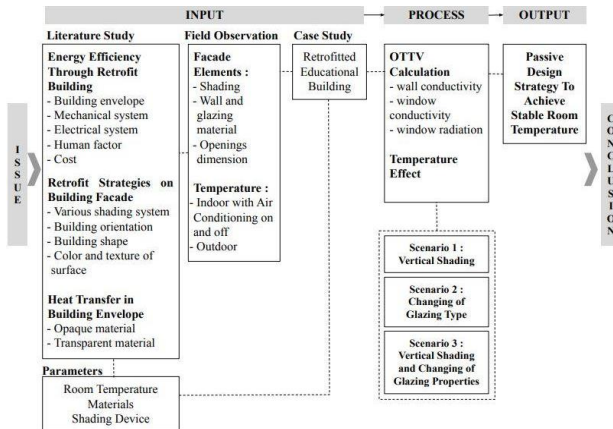 INPUT
PROCESS
OUTPUT
ISSUE
Literature Study
Energy Efficiency
Through Retrofit
Building
- Building envelope
- Mechanical system
- Electrical system
- Human factor
- Cost
Retrofit Strategies on
Building Facade
- Various shading system
- Building orientation
- Building shape
- Color and texture of
surface
Heat Transfer in
Building Envelope
- Opaque material
- Transparent material
Parameters
Room Temperature
Materials
Shading Device
Field Observation
Facade
Elements :
- Shading
- Wall and
glazing
material
- Openings
dimension
Temperature :
- Indoor with Air
Conditioning on
and off
- Outdoor
Case Study
Retrofitted
Educational
Building
OTTV
Calculation
- wall conductivity
- window
conductivity
- window radiation
Temperature
Effect
Scenario 1 :
Vertical Shading
Scenario 2 :
Changing of
Glazing Type
Scenario 3 :
Vertical Shading
and Changing of
Glazing Properties
Passive
Design
Strategy To
Achieve
Stable Room
Temperature
CONCLUSION